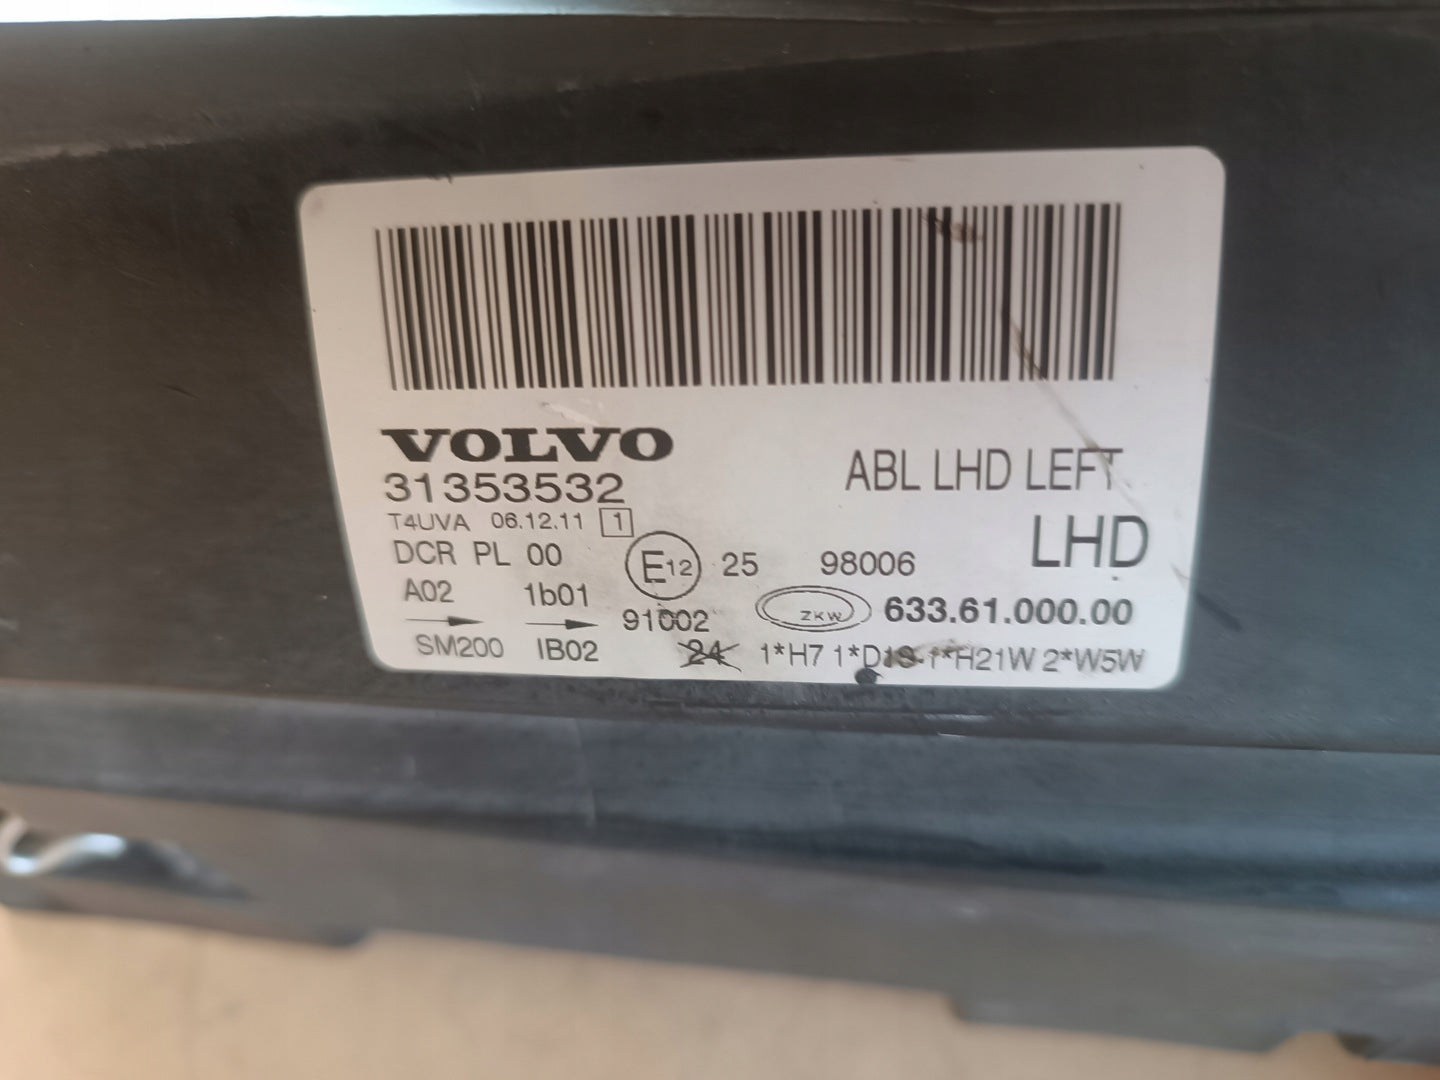 VOLVO
31353532
ABL LHD LEFT
T4UVA 06.12.11 1
LHD
DCR PL 00
E12 25 98006
A02 1b01
91002 ZKW 633.61.000.00
SM200 IB02
24 1*H7 1*D1S 1*H21W 2*W5W